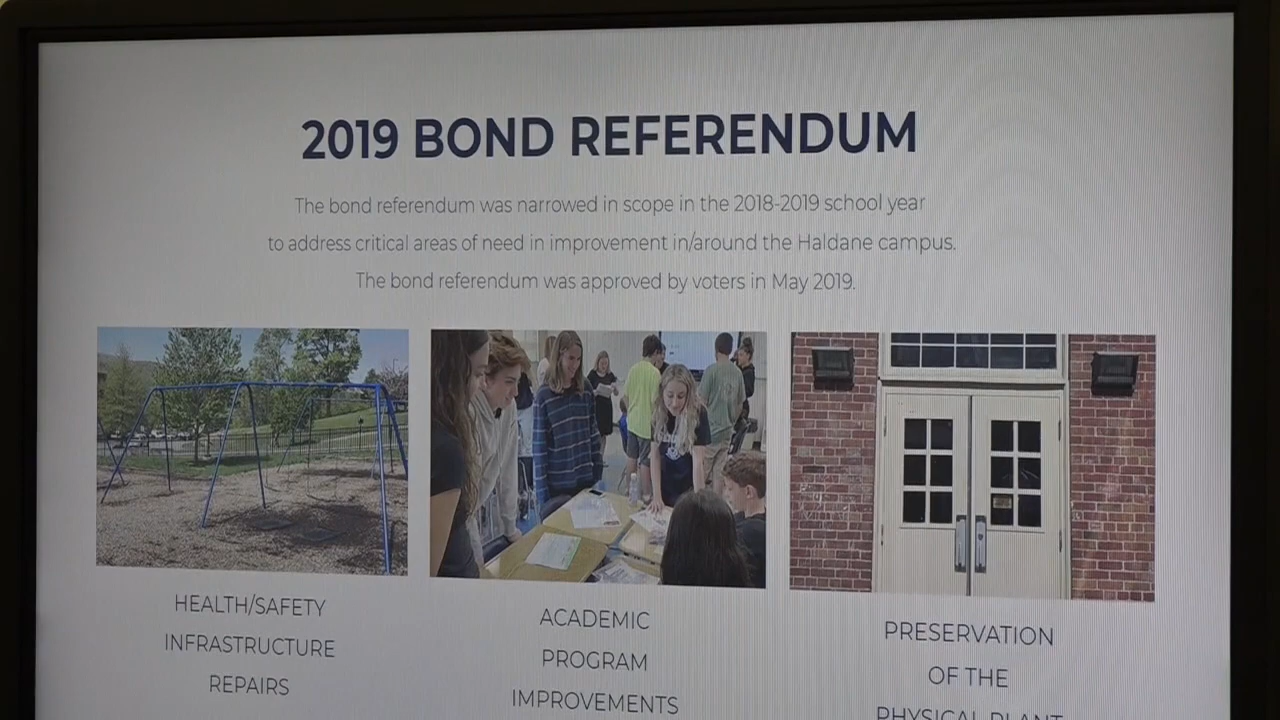 2019 BOND REFERENDUM
The bond referendum was narrowed in scope in the 2018-2019 school year
to address critical areas of need in improvement in/around the Haldane campus.
The bond referendum was approved by voters in May 2019.
HEALTH/SAFETY
INFRASTRUCTURE
REPAIRS
ACADEMIC
PROGRAM
IMPROVEMENTS
PRESERVATION
OF THE
PHYSICAL PLANT